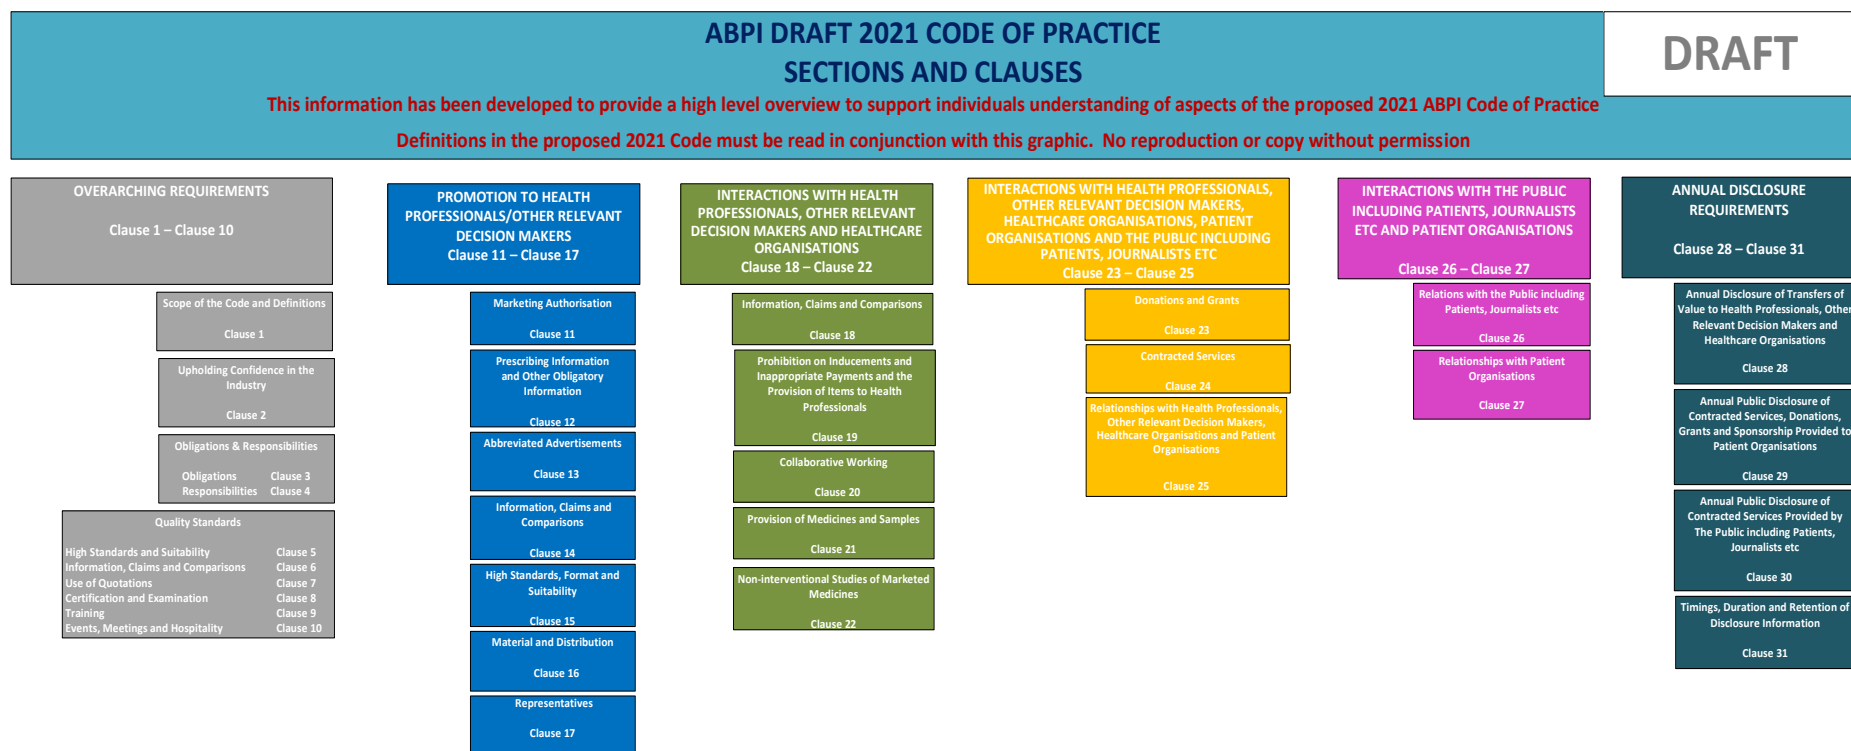 ABPI DRAFT 2021 CODE OF PRACTICE
SECTIONS AND CLAUSES
This information has been developed to provide a high level overview to support individuals understanding of aspects of the proposed 2021 ABPI Code of Practice
Definitions in the proposed 2021 Code must be read in conjunction with this graphic. No reproduction or copy without permission
DRAFT
OVERARCHING REQUIREMENTS
Clause 1 – Clause 10
Scope of the Code and Definitions
Clause 1
Upholding Confidence in the
Industry
Clause 2
Obligations & Responsibilities
Obligations Clause 3
Responsibilities Clause 4
Quality Standards
High Standards and Suitability Clause 5
Information, Claims and Comparisons Clause 6
Use of Quotations Clause 7
Certification and Examination Clause 8
Training Clause 9
Events, Meetings and Hospitality Clause 10
PROMOTION TO HEALTH
PROFESSIONALS/OTHER RELEVANT
DECISION MAKERS
Clause 11 – Clause 17
Marketing Authorisation
Clause 11
Prescribing Information
and Other Obligatory
Information
Clause 12
Abbreviated Advertisements
Clause 13
Information, Claims and
Comparisons
Clause 14
High Standards, Format and
Suitability
Clause 15
Material and Distribution
Clause 16
Representatives
Clause 17
INTERACTIONS WITH HEALTH
PROFESSIONALS, OTHER RELEVANT
DECISION MAKERS AND HEALTHCARE
ORGANISATIONS
Clause 18 – Clause 22
Information, Claims and Comparisons
Clause 18
Prohibition on Inducements and
Inappropriate Payments and the
Provision of Items to Health
Professionals
Clause 19
Collaborative Working
Clause 20
Provision of Medicines and Samples
Clause 21
Non-interventional Studies of Marketed
Medicines
Clause 22
INTERACTIONS WITH HEALTH PROFESSIONALS,
OTHER RELEVANT DECISION MAKERS,
HEALTHCARE ORGANISATIONS, PATIENT
ORGANISATIONS AND THE PUBLIC INCLUDING
PATIENTS, JOURNALISTS ETC
Clause 23 – Clause 25
Donations and Grants
Clause 23
Contracted Services
Clause 24
Relationships with Health Professionals,
Other Relevant Decision Makers,
Healthcare Organisations and Patient
Organisations
Clause 25
INTERACTIONS WITH THE PUBLIC
INCLUDING PATIENTS, JOURNALISTS
ETC AND PATIENT ORGANISATIONS
Clause 26 – Clause 27
Relations with the Public including
Patients, Journalists etc
Clause 26
Relationships with Patient
Organisations
Clause 27
ANNUAL DISCLOSURE
REQUIREMENTS
Clause 28 – Clause 31
Annual Disclosure of Transfers of
Value to Health Professionals, Other
Relevant Decision Makers and
Healthcare Organisations
Clause 28
Annual Public Disclosure of
Contracted Services, Donations,
Grants and Sponsorship Provided to
Patient Organisations
Clause 29
Annual Public Disclosure of
Contracted Services Provided by
The Public including Patients,
Journalists etc
Clause 30
Timings, Duration and Retention of
Disclosure Information
Clause 31